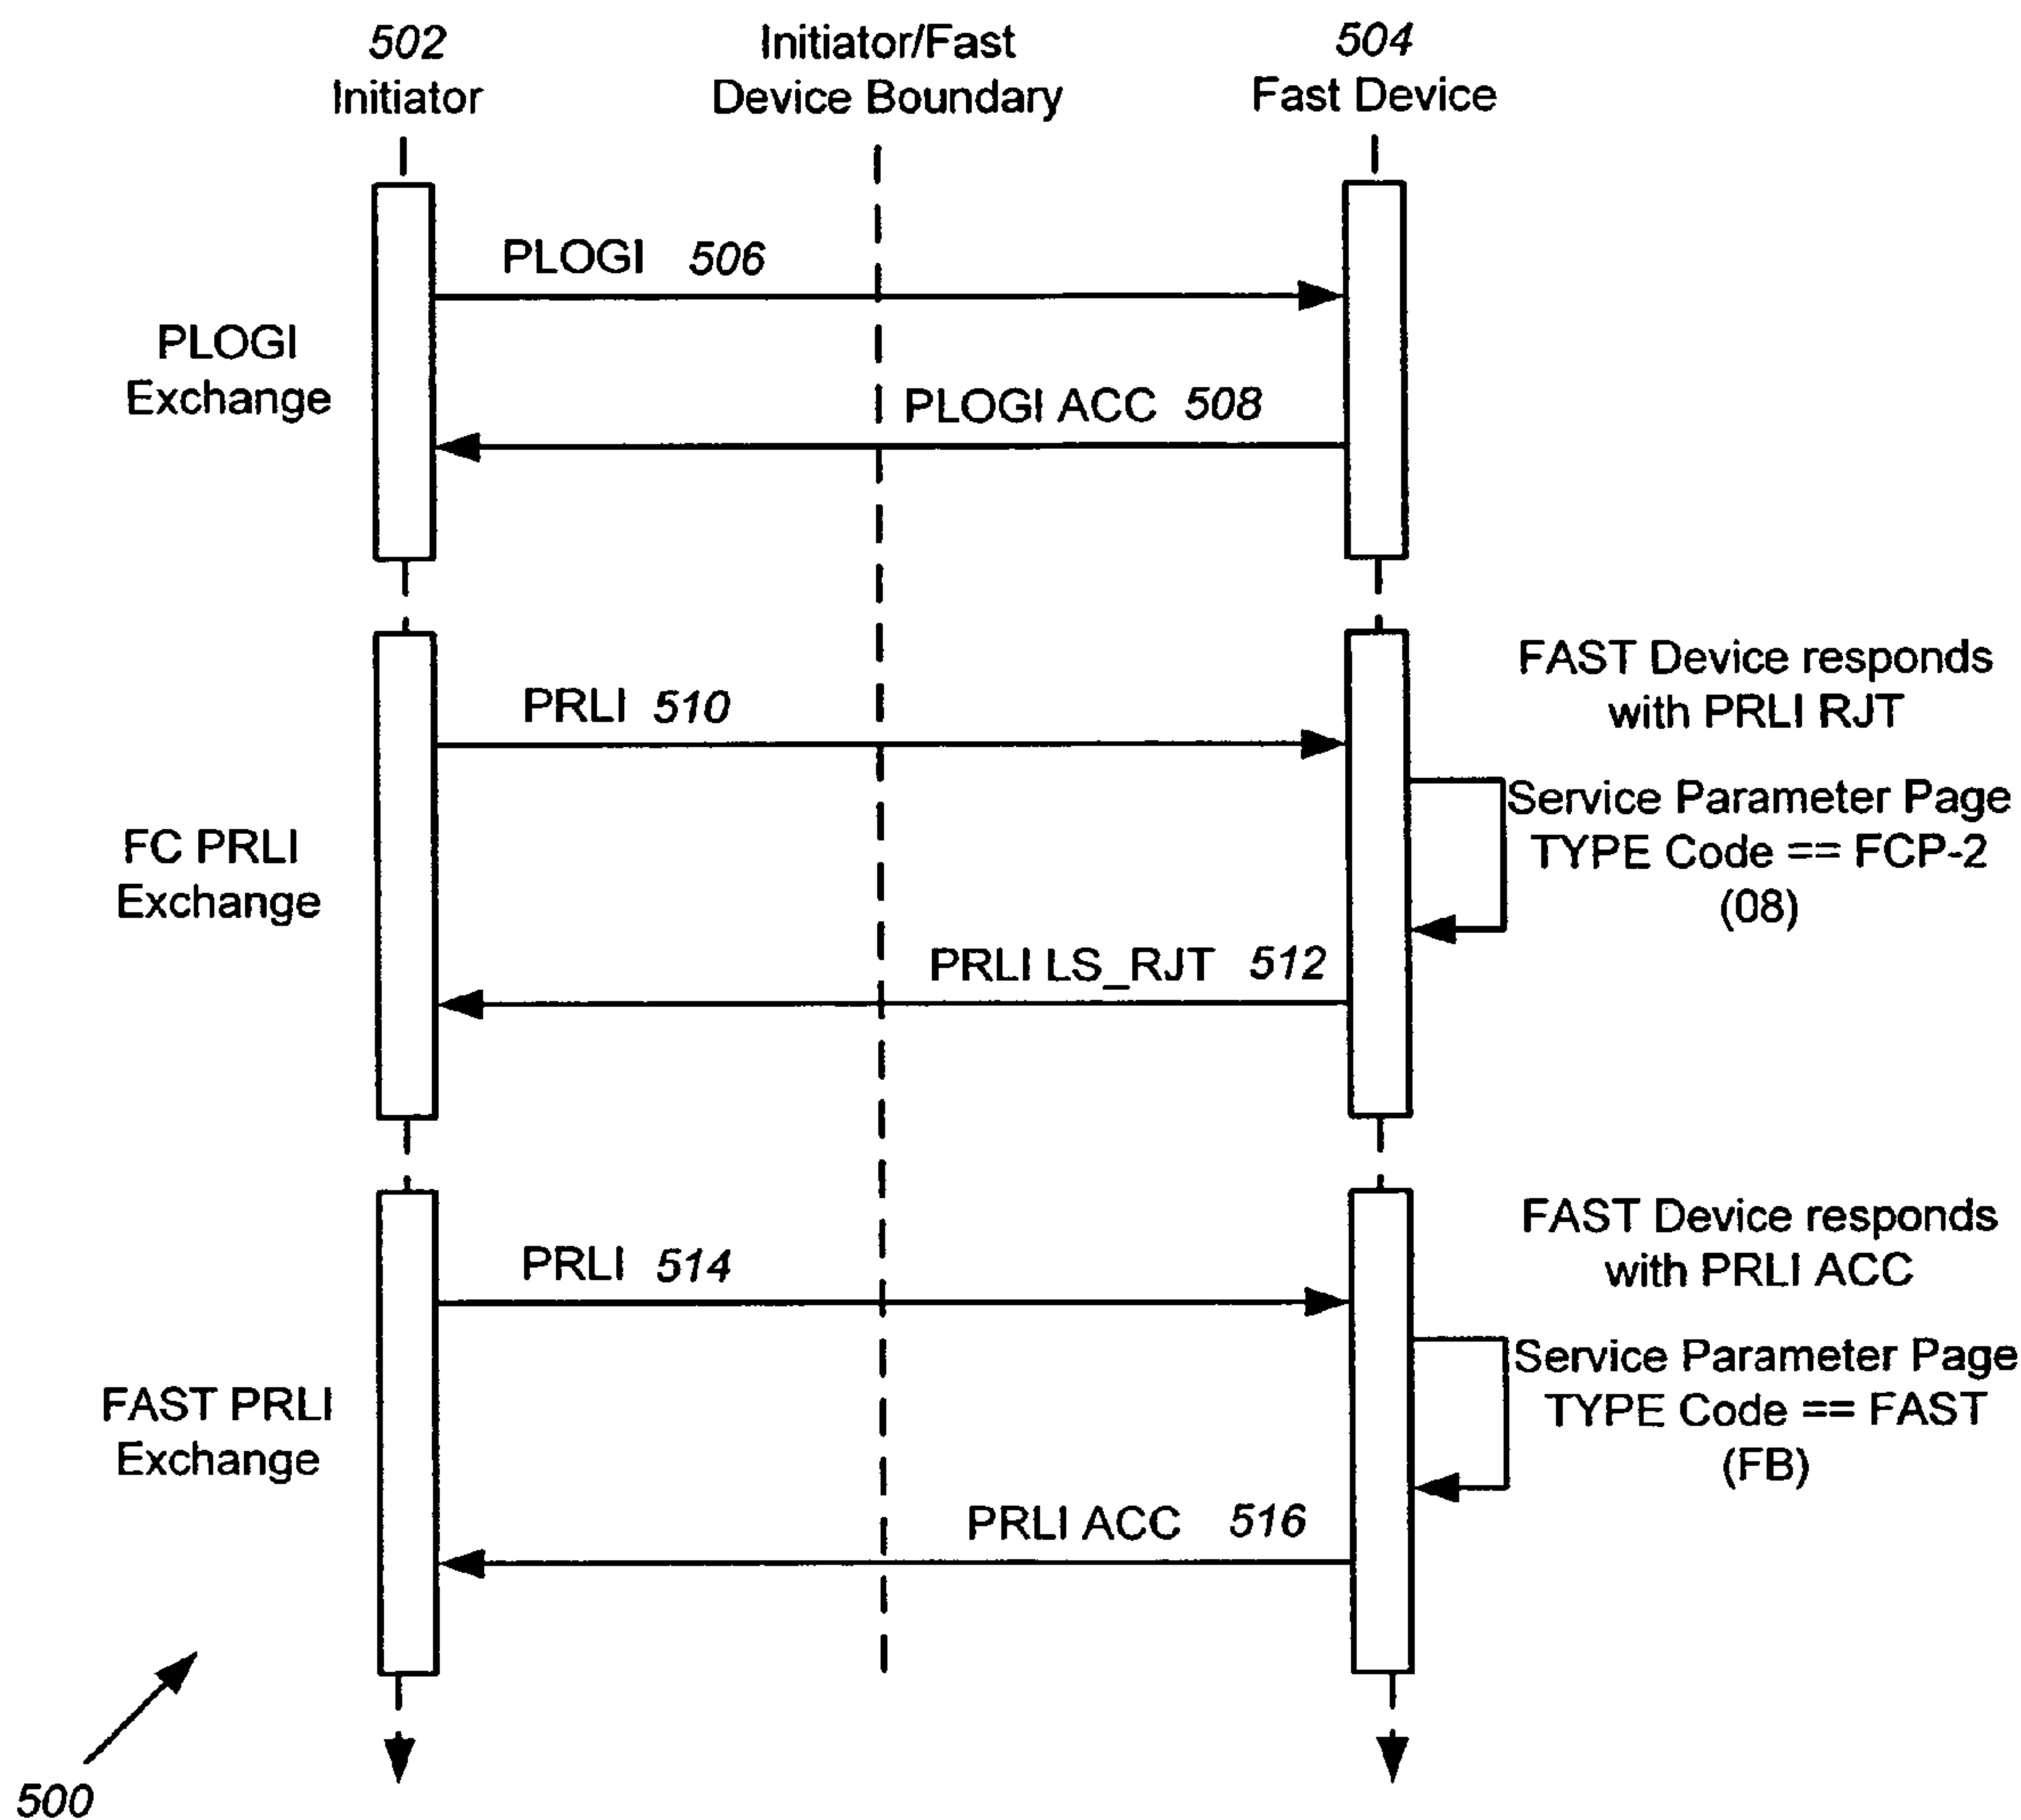 502
Initiator
Initiator/Fast
Device Boundary
504
Fast Device
PLOGI 506
PLOGI
Exchange
PLOGI ACC 508
PRLI 510
FAST Device responds
with PRLI RJT
Service Parameter Page
TYPE Code == FCP-2
(08)
FC PRLI
Exchange
PRLI LS_RJT 512
PRLI 514
FAST Device responds
with PRLI ACC
Service Parameter Page
TYPE Code == FAST
(FB)
FAST PRLI
Exchange
PRLI ACC 516
500